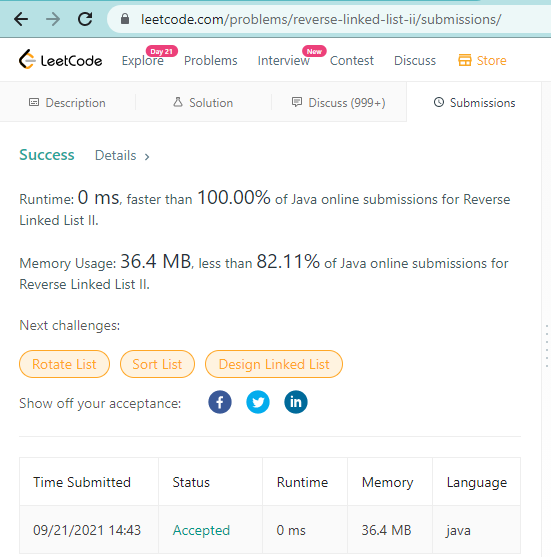 leetcode.com/problems/reverse-linked-list-ii/submissions/
LeetCode Explore Day 21 Problems Interview New Contest Discuss Store
Description Solution Discuss (999+) Submissions
Success Details >
Runtime: 0 ms, faster than 100.00% of Java online submissions for Reverse
Linked List II.
Memory Usage: 36.4 MB, less than 82.11% of Java online submissions for
Reverse Linked List II.
Next challenges:
Rotate List Sort List Design Linked List
Show off your acceptance:
Time Submitted Status Runtime Memory Language
09/21/2021 14:43 Accepted 0 ms 36.4 MB java